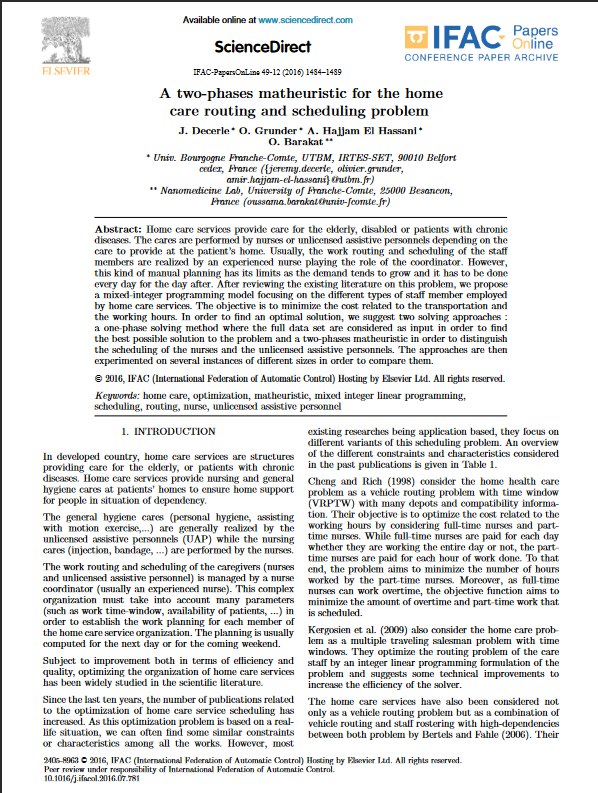 Available online at www.sciencedirect.com
ELSEVIER
ScienceDirect
IFAC Papers
OnLine
CONFERENCE PAPER ARCHIVE
IFAC-PapersOnLine 49-12 (2016) 1484–1489
A two-phases matheuristic for the home
care routing and scheduling problem
J. Decerle * O. Grunder * A. Hajjam El Hassani *
O. Barakat **
* Univ. Bourgogne Franche-Comte, UTBM, IRTES-SET, 90010 Belfort
cedex, France ({jeremy.decerle, olivier.grunder,
amir.hajjam-el-hassani}@utbm.fr)
** Nanomedicine Lab, University of Franche-Comte, 25000 Besancon,
France (oussama.barakat@univ-fcomte.fr)
Abstract: Home care services provide care for the elderly, disabled or patients with chronic
diseases. The cares are performed by nurses or unlicensed assistive personnels depending on the
care to provide at the patient's home. Usually, the work routing and scheduling of the staff
members are realized by an experienced nurse playing the role of the coordinator. However,
this kind of manual planning has its limits as the demand tends to grow and it has to be done
every day for the day after. After reviewing the existing literature on this problem, we propose
a mixed-integer programming model focusing on the different types of staff member employed
by home care services. The objective is to minimize the cost related to the transportation and
the working hours. In order to find an optimal solution, we suggest two solving approaches :
a one-phase solving method where the full data set are considered as input in order to find
the best possible solution to the problem and a two-phases matheuristic in order to distinguish
the scheduling of the nurses and the unlicensed assistive personnels. The approaches are then
experimented on several instances of different sizes in order to compare them.
© 2016, IFAC (International Federation of Automatic Control) Hosting by Elsevier Ltd. All rights reserved.
Keywords: home care, optimization, matheuristic, mixed integer linear programming,
scheduling, routing, nurse, unlicensed assistive personnel
1. INTRODUCTION
In developed country, home care services are structures
providing care for the elderly, or patients with chronic
diseases. Home care services provide nursing and general
hygiene cares at patients' homes to ensure home support
for people in situation of dependency.
The general hygiene cares (personal hygiene, assisting
with motion exercise,...) are generally realized by the
unlicensed assistive personnels (UAP) while the nursing
cares (injection, bandage, ...) are performed by the nurses.
The work routing and scheduling of the caregivers (nurses
and unlicensed assistive personnel) is managed by a nurse
coordinator (usually an experienced nurse). This complex
organization must take into account many parameters
(such as work time-window, availability of patients, ...) in
order to establish the work planning for each member of
the home care service organization. The planning is usually
computed for the next day or for the coming weekend.
Subject to improvement both in terms of efficiency and
quality, optimizing the organization of home care services
has been widely studied in the scientific literature.
Since the last ten years, the number of publications related
to the optimization of home care service scheduling has
increased. As this optimization problem is based on a real-
life situation, we can often find some similar constraints
or characteristics among all the works. However, most
existing researches being application based, they focus on
different variants of this scheduling problem. An overview
of the different constraints and characteristics considered
in the past publications is given in Table 1.
Cheng and Rich (1998) consider the home health care
problem as a vehicle routing problem with time window
(VRPTW) with many depots and compatibility informa-
tion. Their objective is to optimize the cost related to the
working hours by considering full-time nurses and part-
time nurses. While full-time nurses are paid for each day
whether they are working the entire day or not, the part-
time nurses are paid for each hour of work done. To that
end, the problem aims to minimize the number of hours
worked by the part-time nurses. Moreover, as full-time
nurses can work overtime, the objective function aims to
minimize the amount of overtime and part-time work that
is scheduled.
Kergosien et al. (2009) also consider the home care prob-
lem as a multiple traveling salesman problem with time
windows. They optimize the routing problem of the care
staff by an integer linear programming formulation of the
problem and suggests some technical improvements to
increase the efficiency of the solver.
The home care services have also been considered not
only as a vehicle routing problem but as a combination of
vehicle routing and staff rostering with high-dependencies
between both problem by Bertels and Fahle (2006). Their
2405-8963 © 2016, IFAC (International Federation of Automatic Control) Hosting by Elsevier Ltd. All rights reserved.
Peer review under responsibility of International Federation of Automatic Control.
10.1016/j.ifacol.2016.07.781